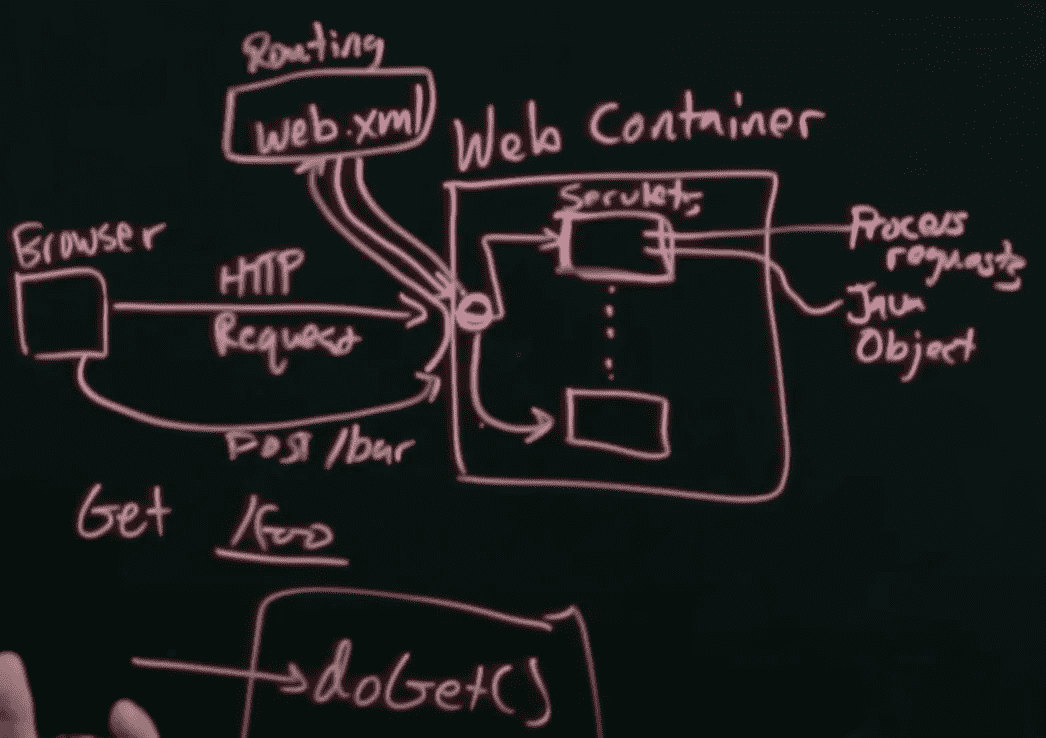 Routing
web.xml
Web Container
Servlets
Browser
HTTP
Request
Process
requests
Java
Object
POST /bar
Get /foo
doGet()